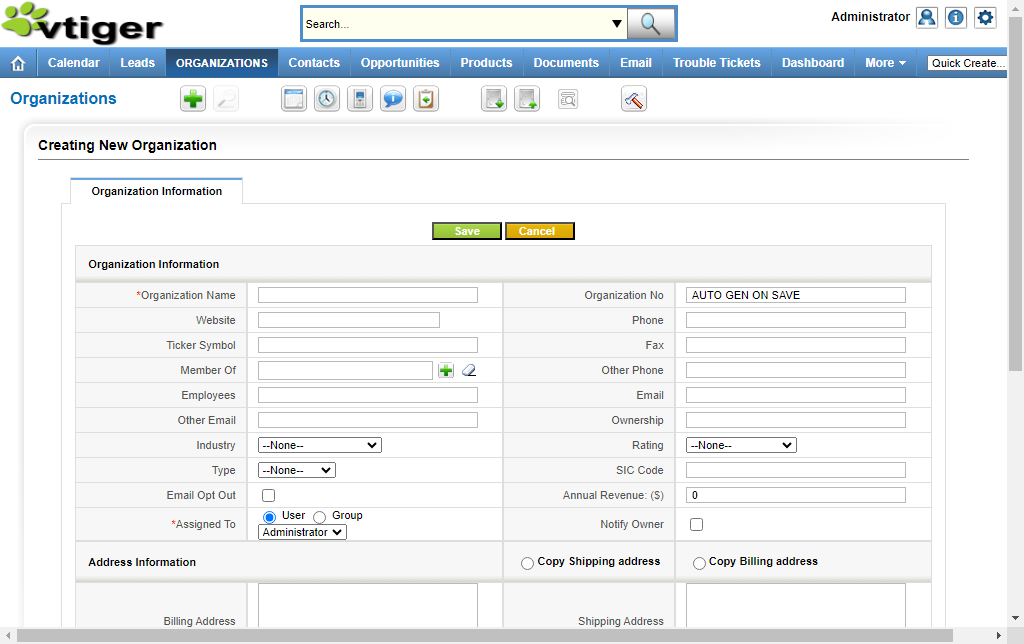 vtiger
Search...
Administrator
Calendar Leads ORGANIZATIONS Contacts Opportunities Products Documents Email Trouble Tickets Dashboard More Quick Create...
Organizations
Creating New Organization
Organization Information
Save Cancel
Organization Information
*Organization Name Organization No AUTO GEN ON SAVE
Website Phone
Ticker Symbol Fax
Member Of Other Phone
Employees Email
Other Email Ownership
Industry --None-- Rating --None--
Type --None-- SIC Code
Email Opt Out Annual Revenue: ($) 0
*Assigned To User Group Notify Owner
Administrator
Address Information Copy Shipping address Copy Billing address
Billing Address Shipping Address